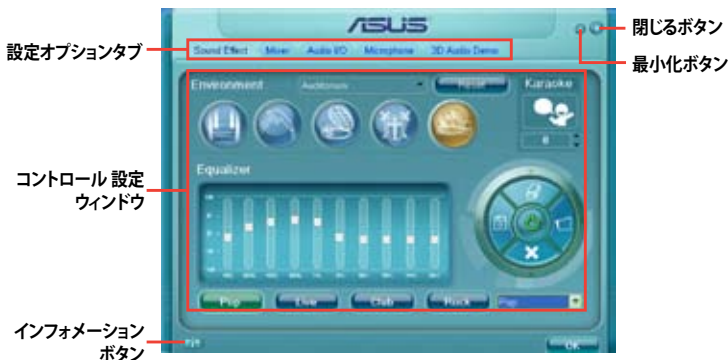 設定オプションタブ
コントロール 設定
ウィンドウ
インフォメーション
ボタン
閉じるボタン
最小化ボタン
ASUS
Sound Effect Mixer Audio I/O Microphone 3D Audio Demo
Environment Auditorium Reset Karaoke
0
Equalizer
Pop Live Club Rock Pop
OK